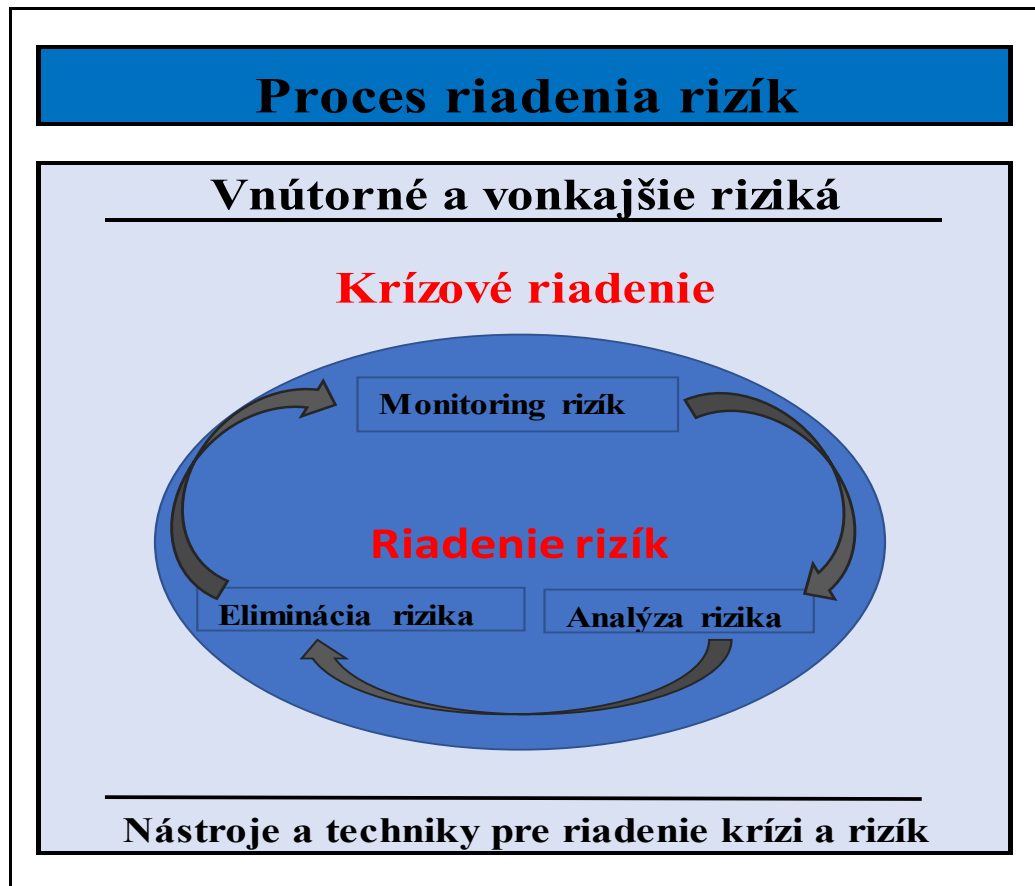 Proces riadenia rizík
Vnútorné a vonkajšie riziká
Krízové riadenie
Monitoring rizík
Riadenie rizík
Eliminácia rizika
Analýza rizika
Nástroje a techniky pre riadenie krízi a rizík